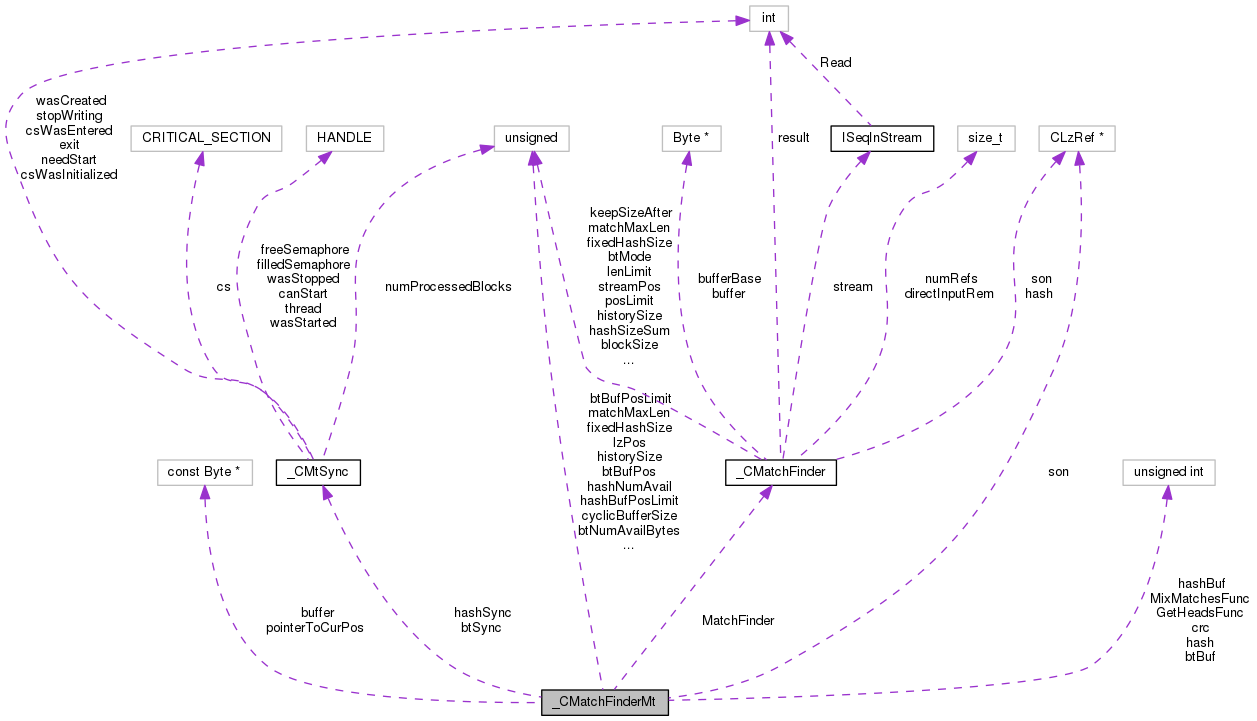 int
Read
wasCreated
stopWriting
csWasEntered
exit
needStart
csWasInitialized
CRITICAL_SECTION
HANDLE
unsigned
Byte *
result
ISeqInStream
size_t
CLzRef *
cs
freeSemaphore
filledSemaphore
wasStopped
canStart
thread
wasStarted
numProcessedBlocks
keepSizeAfter
matchMaxLen
fixedHashSize
btMode
lenLimit
streamPos
posLimit
historySize
hashSizeSum
blockSize
...
bufferBase
buffer
stream
numRefs
directInputRem
son
hash
btBufPosLimit
matchMaxLen
fixedHashSize
lzPos
historySize
btBufPos
hashNumAvail
hashBufPosLimit
cyclicBufferSize
btNumAvailBytes
...
const Byte *
_CMtSync
_CMatchFinder
son
unsigned int
buffer
pointerToCurPos
hashSync
btSync
MatchFinder
hashBuf
MixMatchesFunc
GetHeadsFunc
crc
hash
btBuf
_CMatchFinderMt